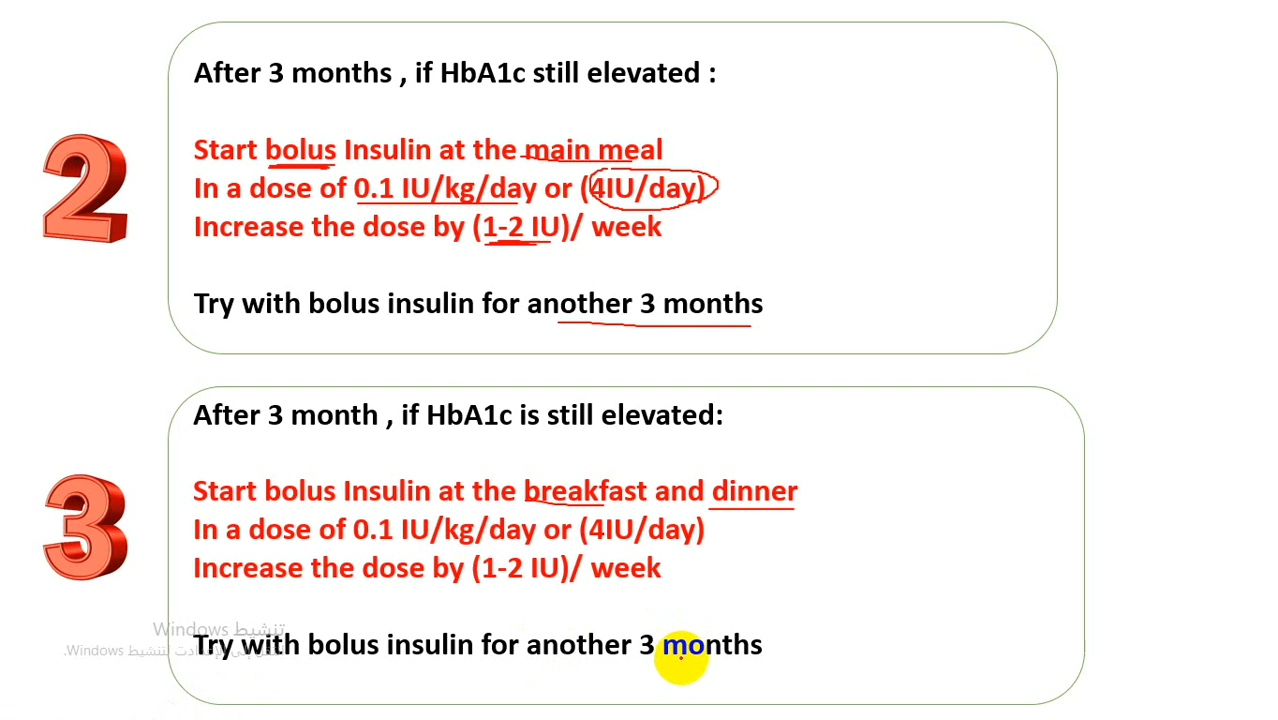 2
After 3 months , if HbA1c still elevated :
Start bolus Insulin at the main meal
In a dose of 0.1 IU/kg/day or (4IU/day)
Increase the dose by (1-2 IU)/ week
Try with bolus insulin for another 3 months
3
After 3 month , if HbA1c is still elevated:
Start bolus Insulin at the breakfast and dinner
In a dose of 0.1 IU/kg/day or (4IU/day)
Increase the dose by (1-2 IU)/ week
تنشيط Windows
Try with bolus insulin for another 3 months
لتنشيط Windows.